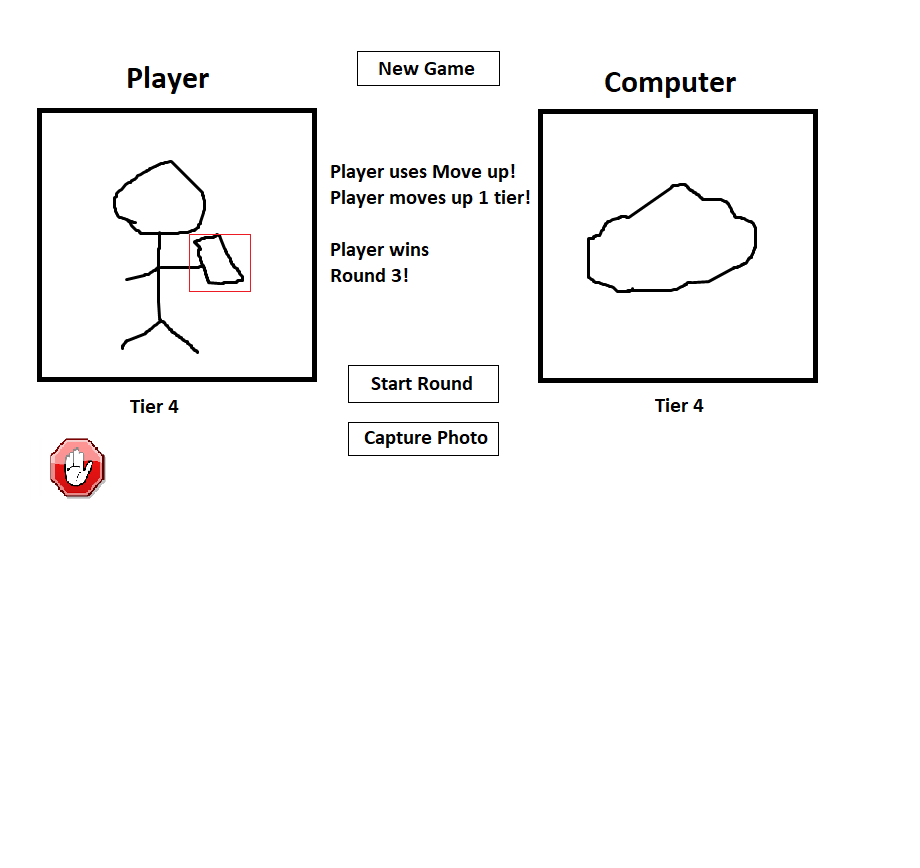 New Game
Player
Computer
Player uses Move up!
Player moves up 1 tier!
Player wins
Round 3!
Start Round
Tier 4
Tier 4
Capture Photo